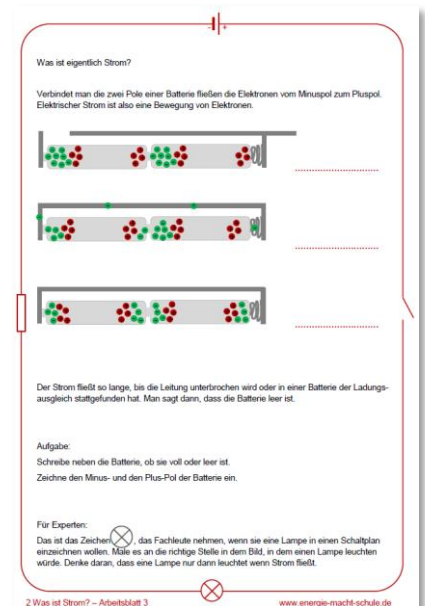 - +
Was ist eigentlich Strom?
Verbindet man die zwei Pole einer Batterie fließen die Elektronen vom Minuspol zum Pluspol.
Elektrischer Strom ist also eine Bewegung von Elektronen.
Der Strom fließt so lange, bis die Leitung unterbrochen wird oder in einer Batterie der Ladungs-
ausgleich stattgefunden hat. Man sagt dann, dass die Batterie leer ist.
Aufgabe:
Schreibe neben die Batterie, ob sie voll oder leer ist.
Zeichne den Minus- und den Plus-Pol der Batterie ein.
Für Experten:
Das ist das Zeichen , das Fachleute nehmen, wenn sie eine Lampe in einen Schaltplan
einzeichnen wollen. Male es an die richtige Stelle in dem Bild, in dem einen Lampe leuchten
würde. Denke daran, dass eine Lampe nur dann leuchtet wenn Strom fließt.
2 Was ist Strom? – Arbeitsblatt 3 www.energie-macht-schule.de